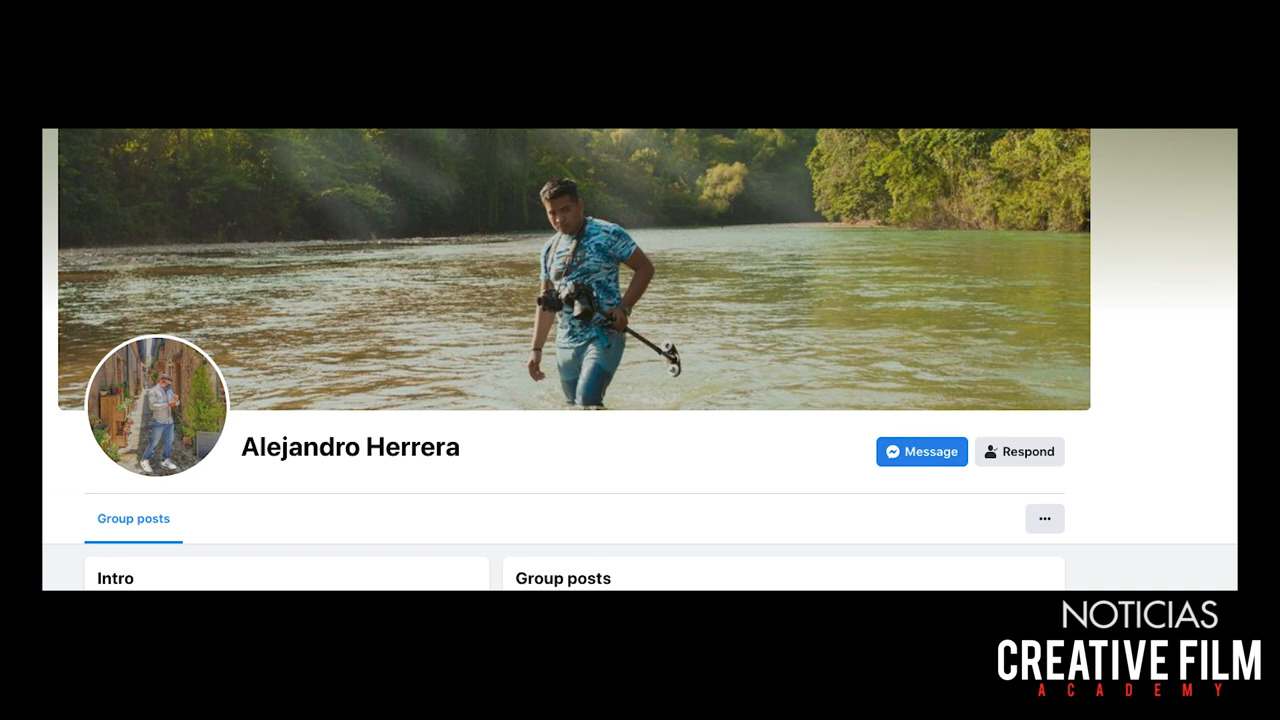 Alejandro Herrera
Message
Respond
Group posts
...
Intro
Group posts
NOTICIAS
CREATIVE FILM
ACADEMY